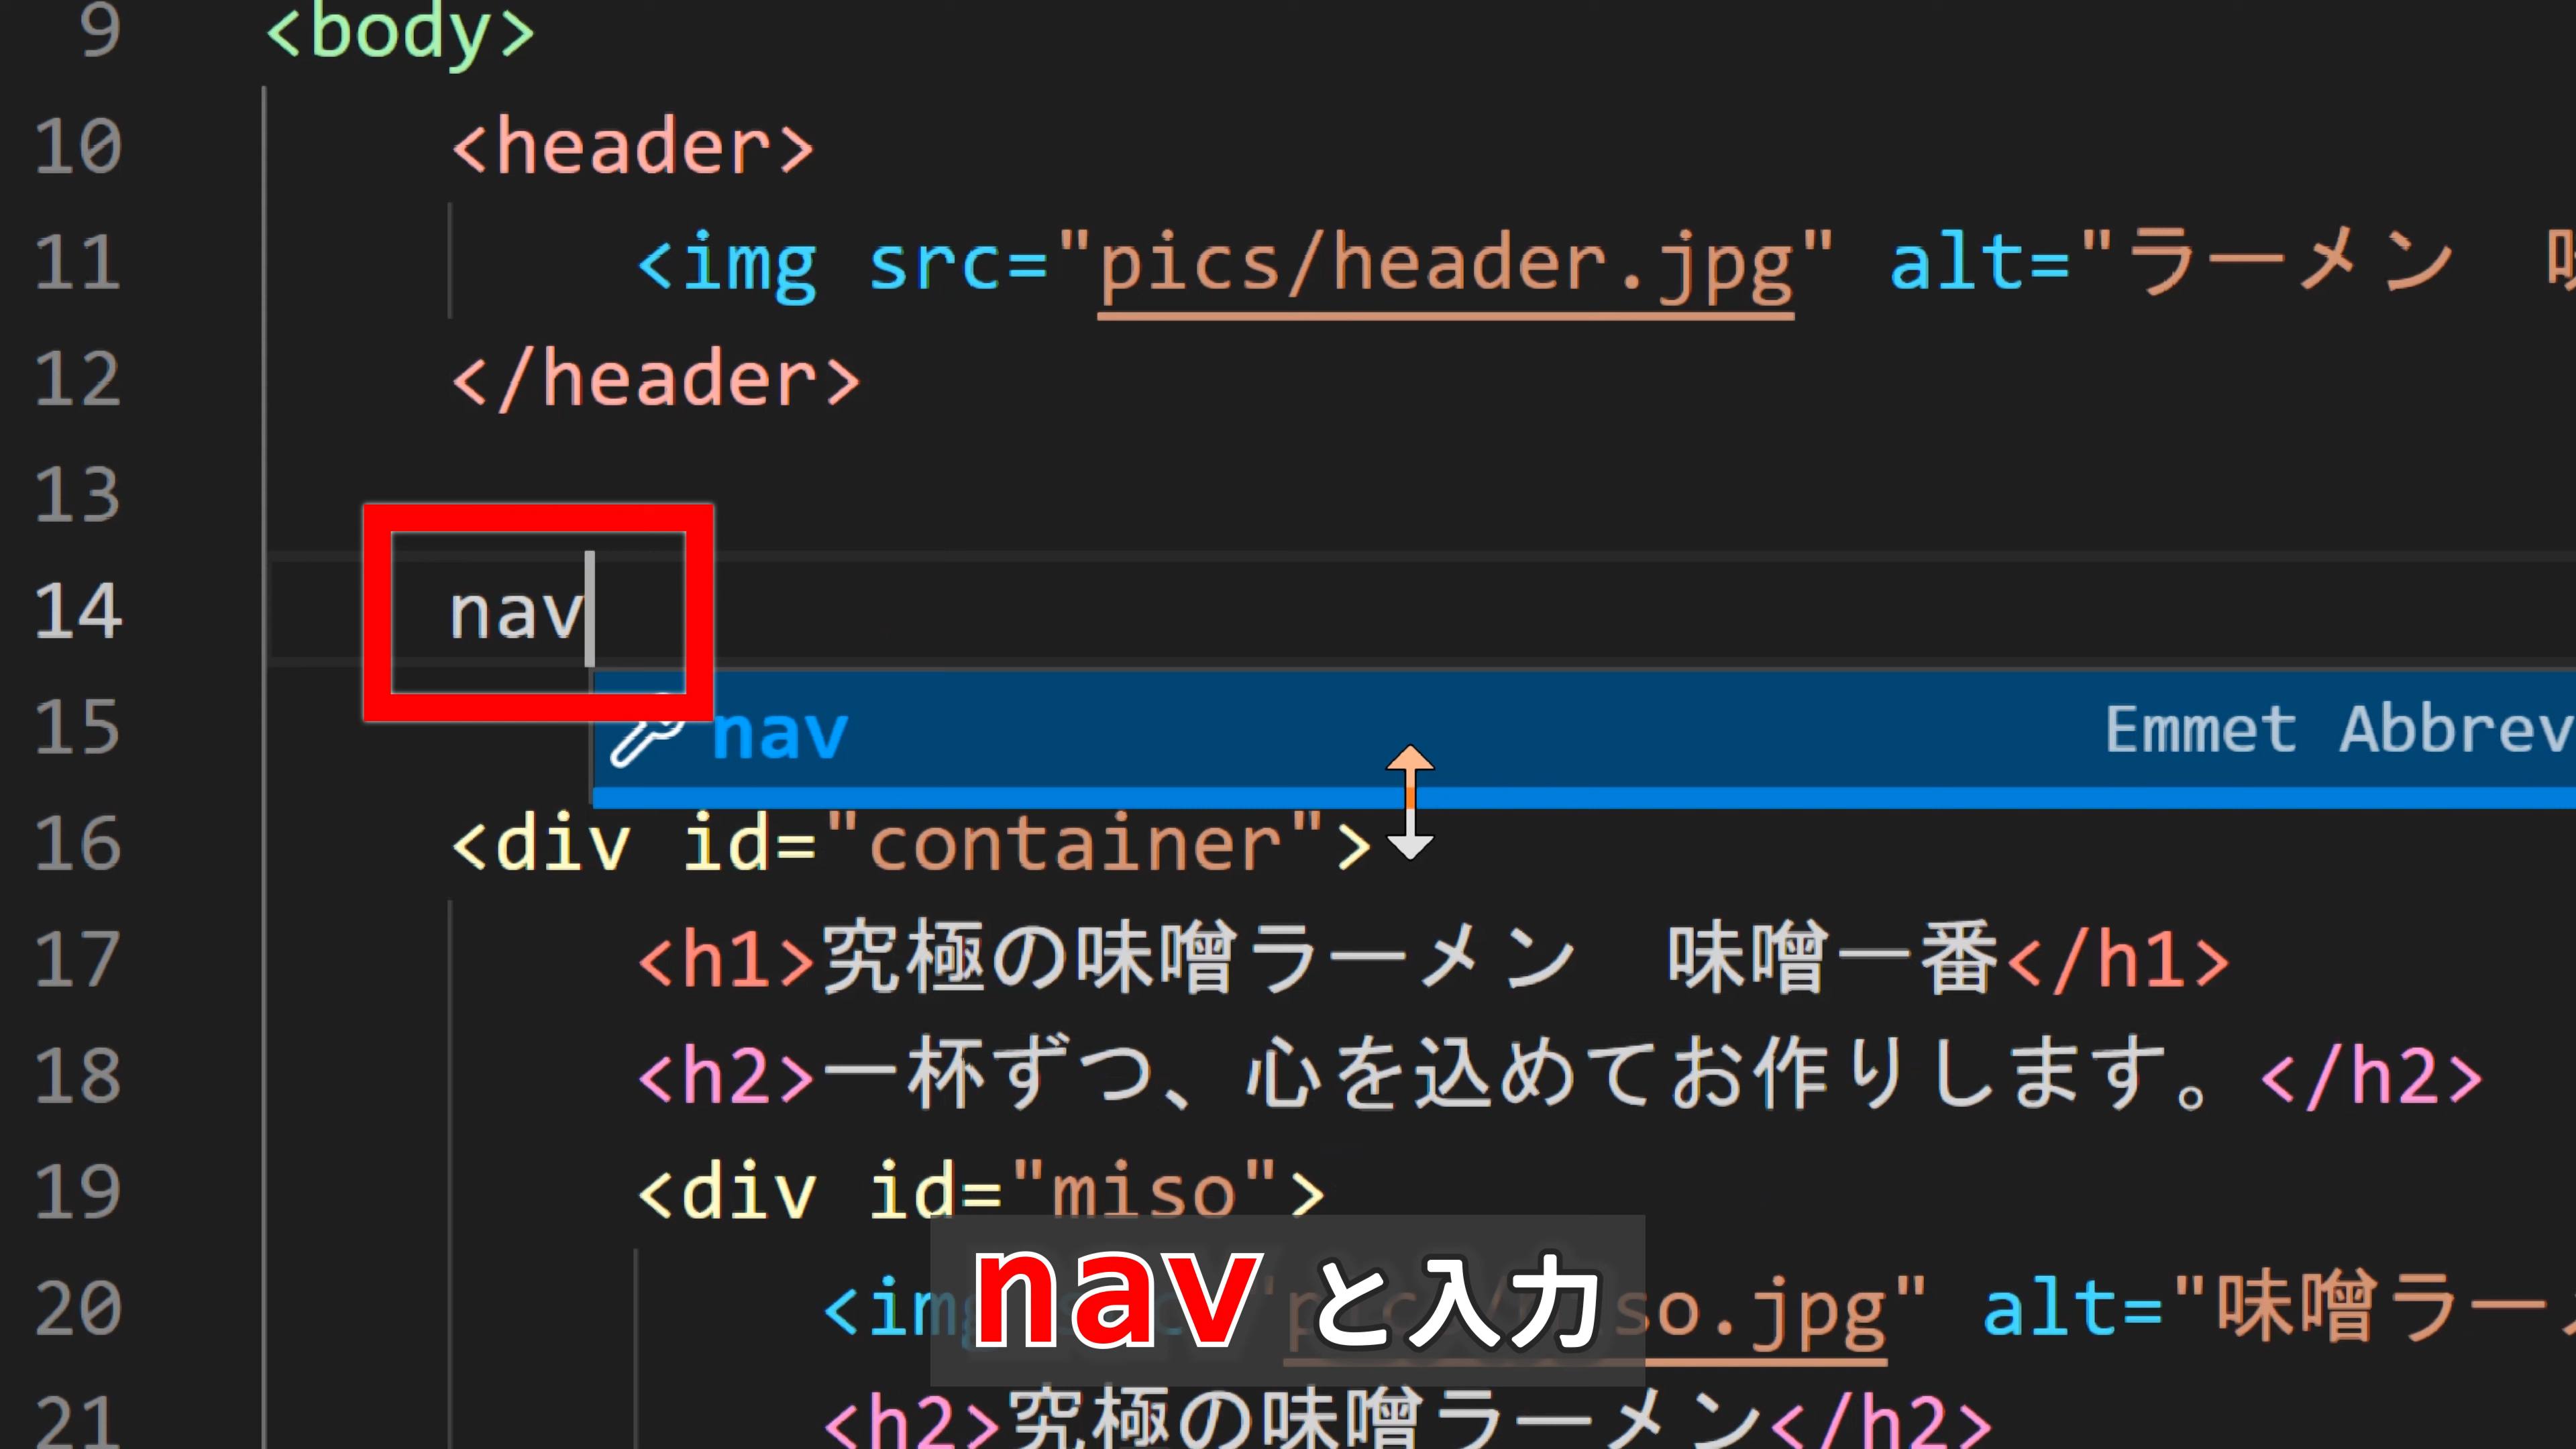 9 <body>
10 <header>
11 <img src="pics/header.jpg" alt="ラーメン 味
12 </header>
13
14 nav
15 nav Emmet Abbrev
16 <div id="container">
17 <h1>究極の味噌ラーメン 味噌一番</h1>
18 <h2>一杯ずつ、心を込めてお作りします。</h2>
19 <div id="miso">
20 <img so.jpg" alt="味噌ラー
nav と入力
21 <h2>究極の味噌ラーメン</h2>